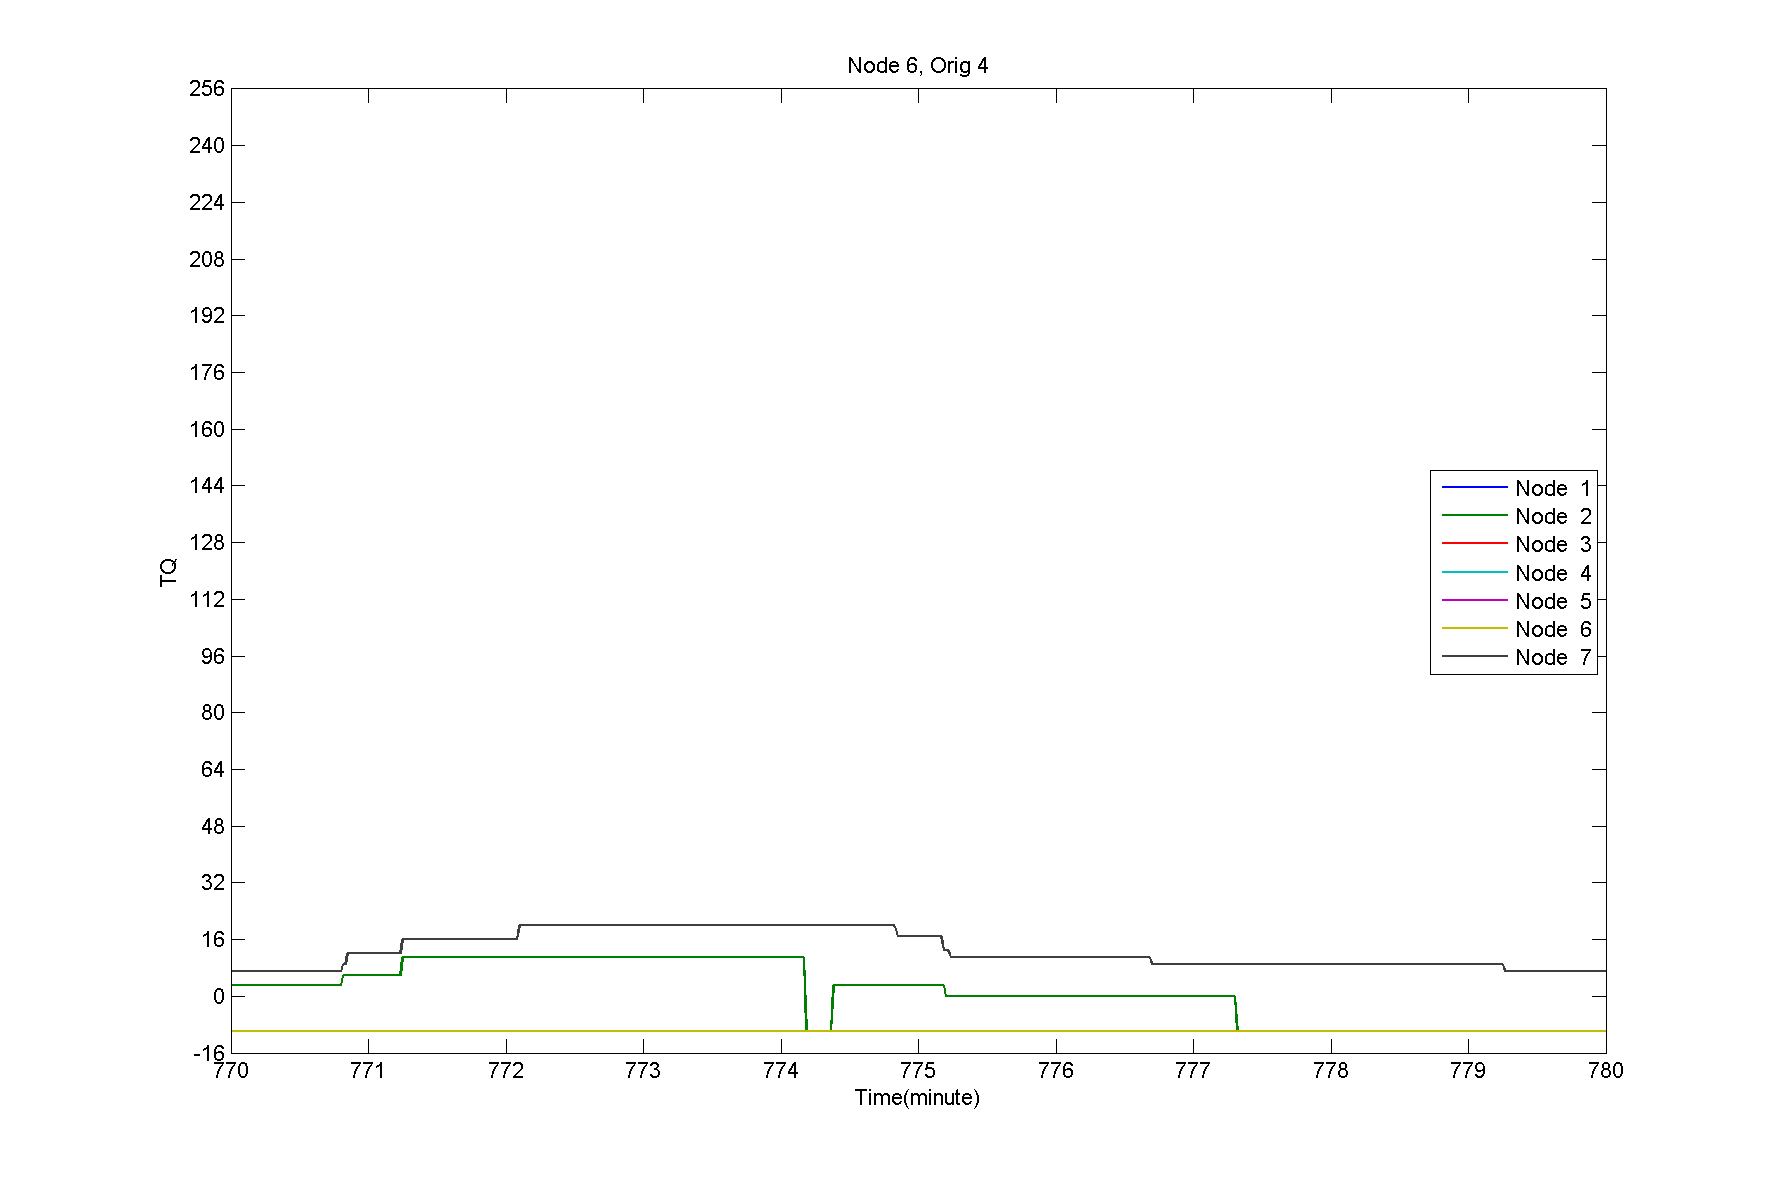 Node 6, Orig 4
256
240
224
208
192
176
160
144
128
112
96
80
64
48
32
16
0
-16
TQ
Node 1
Node 2
Node 3
Node 4
Node 5
Node 6
Node 7
770 771 772 773 774 775 776 777 778 779 780
Time(minute)